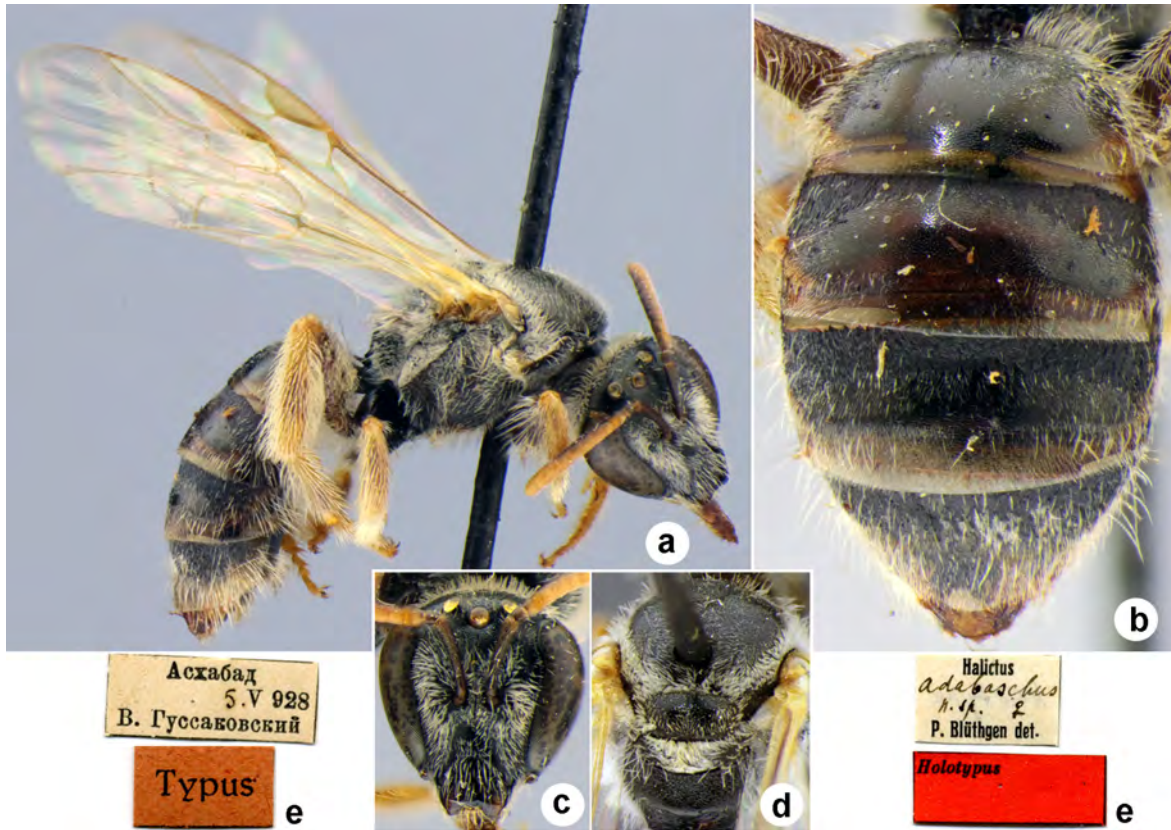 a
b
c
d
Асхабад
5.V 928
В. Гуссаковский
Typus
e
Halictus
adabaschus
n. sp. ♀
P. Blüthgen det.
Holotypus
e